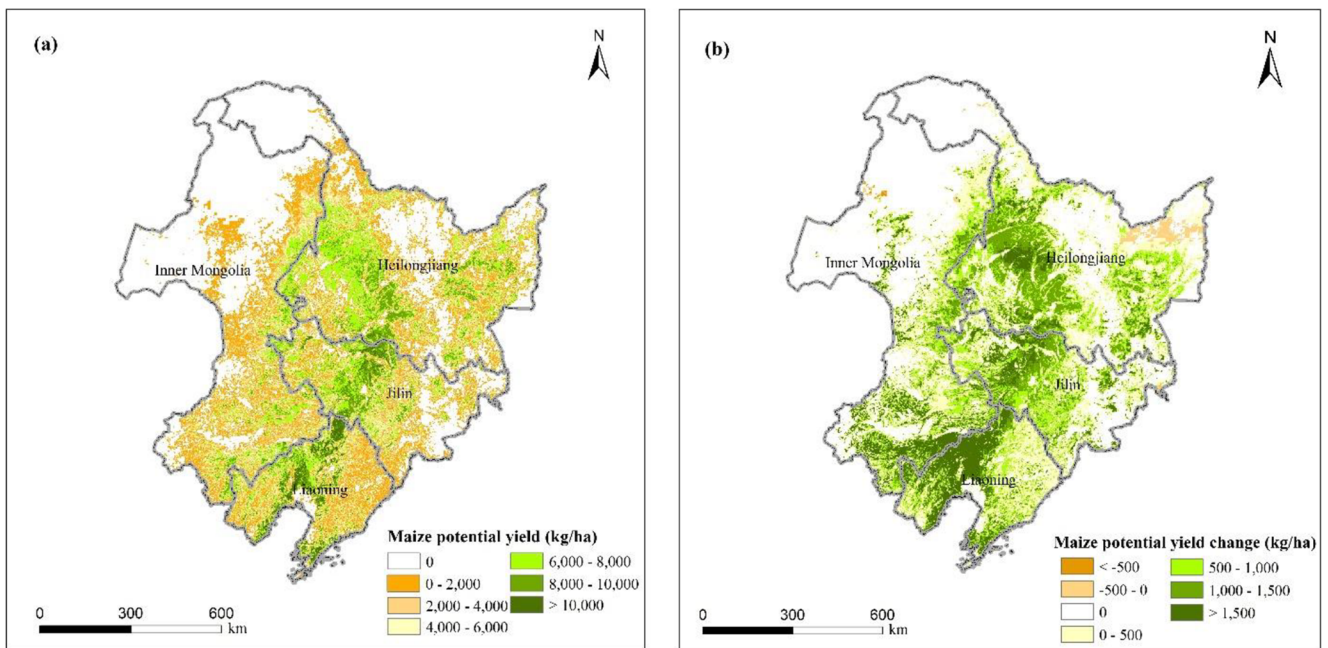 (a)
N
Inner Mongolia
Heilongjiang
Jilin
Liaoning
Maize potential yield (kg/ha)
0
6,000 - 8,000
0 - 2,000
8,000 - 10,000
2,000 - 4,000
> 10,000
4,000 - 6,000
0 300 600
km
(b)
N
Inner Mongolia
Heilongjiang
Jilin
Liaoning
Maize potential yield change (kg/ha)
< -500
500 - 1,000
-500 - 0
1,000 - 1,500
0
> 1,500
0 - 500
0 300 600
km